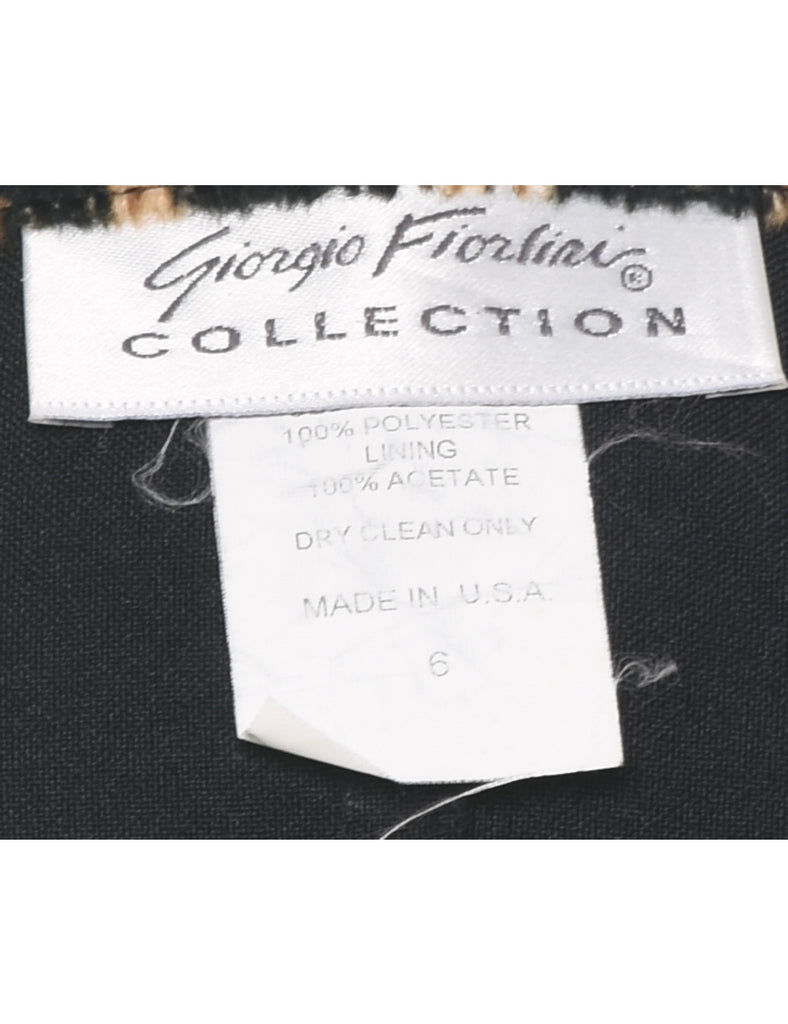 Giorgio Fiorlini®
COLLECTION
100% POLYESTER
LINING
100% ACETATE
DRY CLEAN ONLY
MADE IN U.S.A.
6